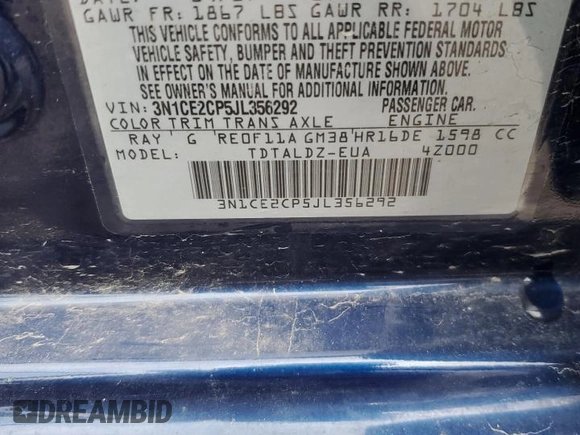 GAWR FR: 1867 LBS GAWR RR: 1704 LBS
THIS VEHICLE CONFORMS TO ALL APPLICABLE FEDERAL MOTOR
VEHICLE SAFETY, BUMPER AND THEFT PREVENTION STANDARDS
IN EFFECT ON THE DATE OF MANUFACTURE SHOWN ABOVE.
SEE OWNER'S MANUAL FOR ADDITIONAL INFORMATION.
VIN: 3N1CE2CP5JL356292 PASSENGER CAR.
COLOR TRIM TRANS AXLE ENGINE
RAY G RE0F11A GM38 HR16DE 1598 CC
MODEL: TDTALDZ-EUA 4Z000
3N1CE2CP5JL356292
DREAMBID